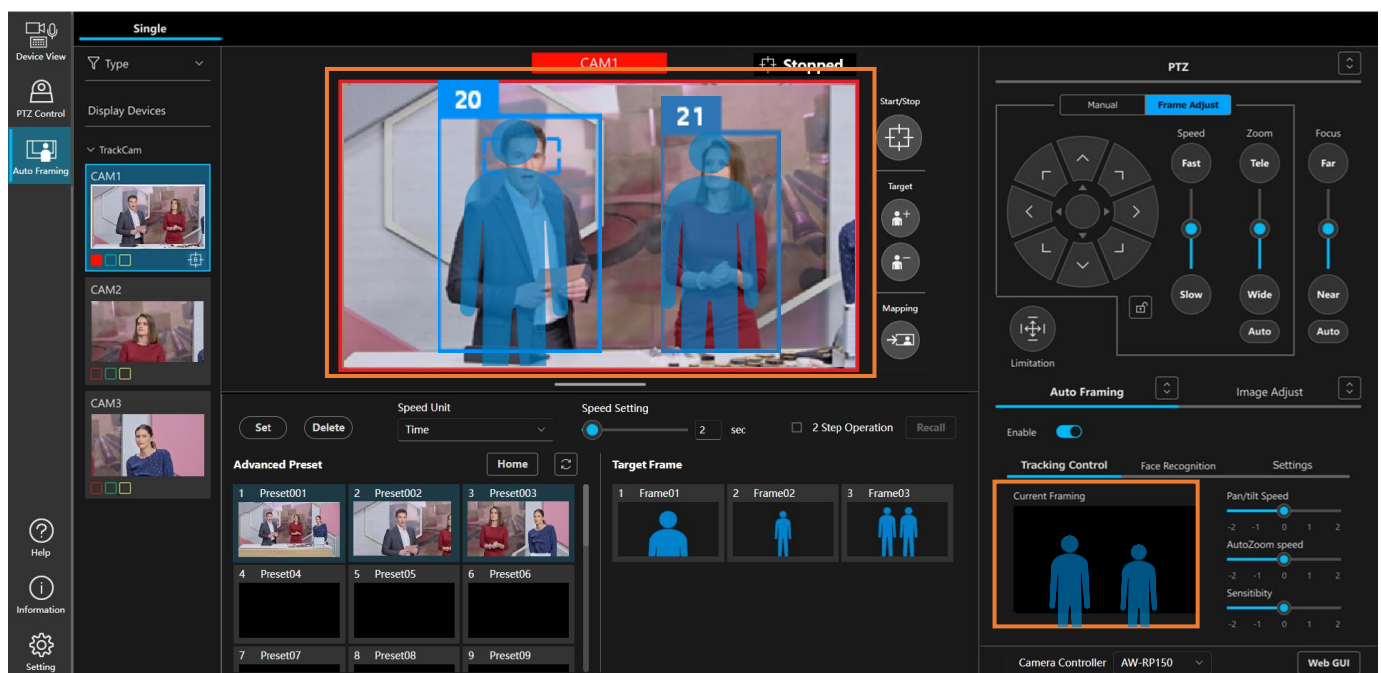 Single
Device View
PTZ Control
Auto Framing
Help
Information
Setting
Type
Display Devices
TrackCam
CAM1
CAM2
CAM3
CAM1
Stopped
20
21
Start/Stop
Target
Mapping
Set
Delete
Speed Unit
Time
Speed Setting
2 sec
2 Step Operation
Recall
Advanced Preset
Home
1 Preset001
2 Preset002
3 Preset003
4 Preset04
5 Preset05
6 Preset06
7 Preset07
8 Preset08
9 Preset09
Target Frame
1 Frame01
2 Frame02
3 Frame03
PTZ
Manual
Frame Adjust
Speed
Zoom
Focus
Fast
Tele
Far
Slow
Wide
Near
Auto
Auto
Limitation
Auto Framing
Image Adjust
Enable
Tracking Control
Face Recognition
Settings
Current Framing
Pan/tilt Speed
-2 -1 0 1 2
AutoZoom speed
-2 -1 0 1 2
Sensitibity
-2 -1 0 1 2
Camera Controller
AW-RP150
Web GUI